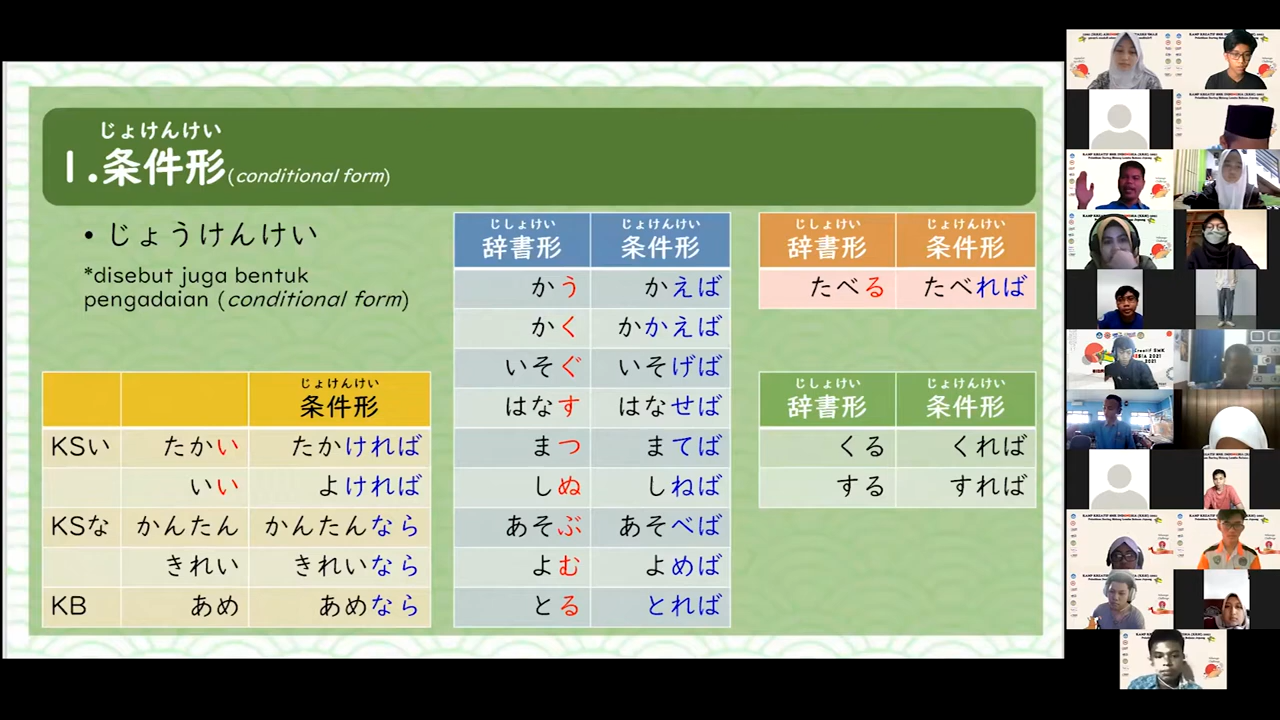 じょけんけい
1.条件形(conditional form)
• じょうけんけい
*disebut juga bentuk
pengadaian (conditional form)
じょけんけい
条件形
KSい たかい たかければ
いい よければ
KSな かんたん かんたんなら
きれい きれいなら
KB あめ あめなら
じしょけい じょけんけい
辞書形 条件形
かう かえば
かく かかえば
いそぐ いそげば
はなす はなせば
まつ まてば
しぬ しねば
あそぶ あそべば
よむ よめば
とる とれば
じしょけい じょけんけい
辞書形 条件形
たべる たべれば
じしょけい じょけんけい
辞書形 条件形
くる くれば
する すれば